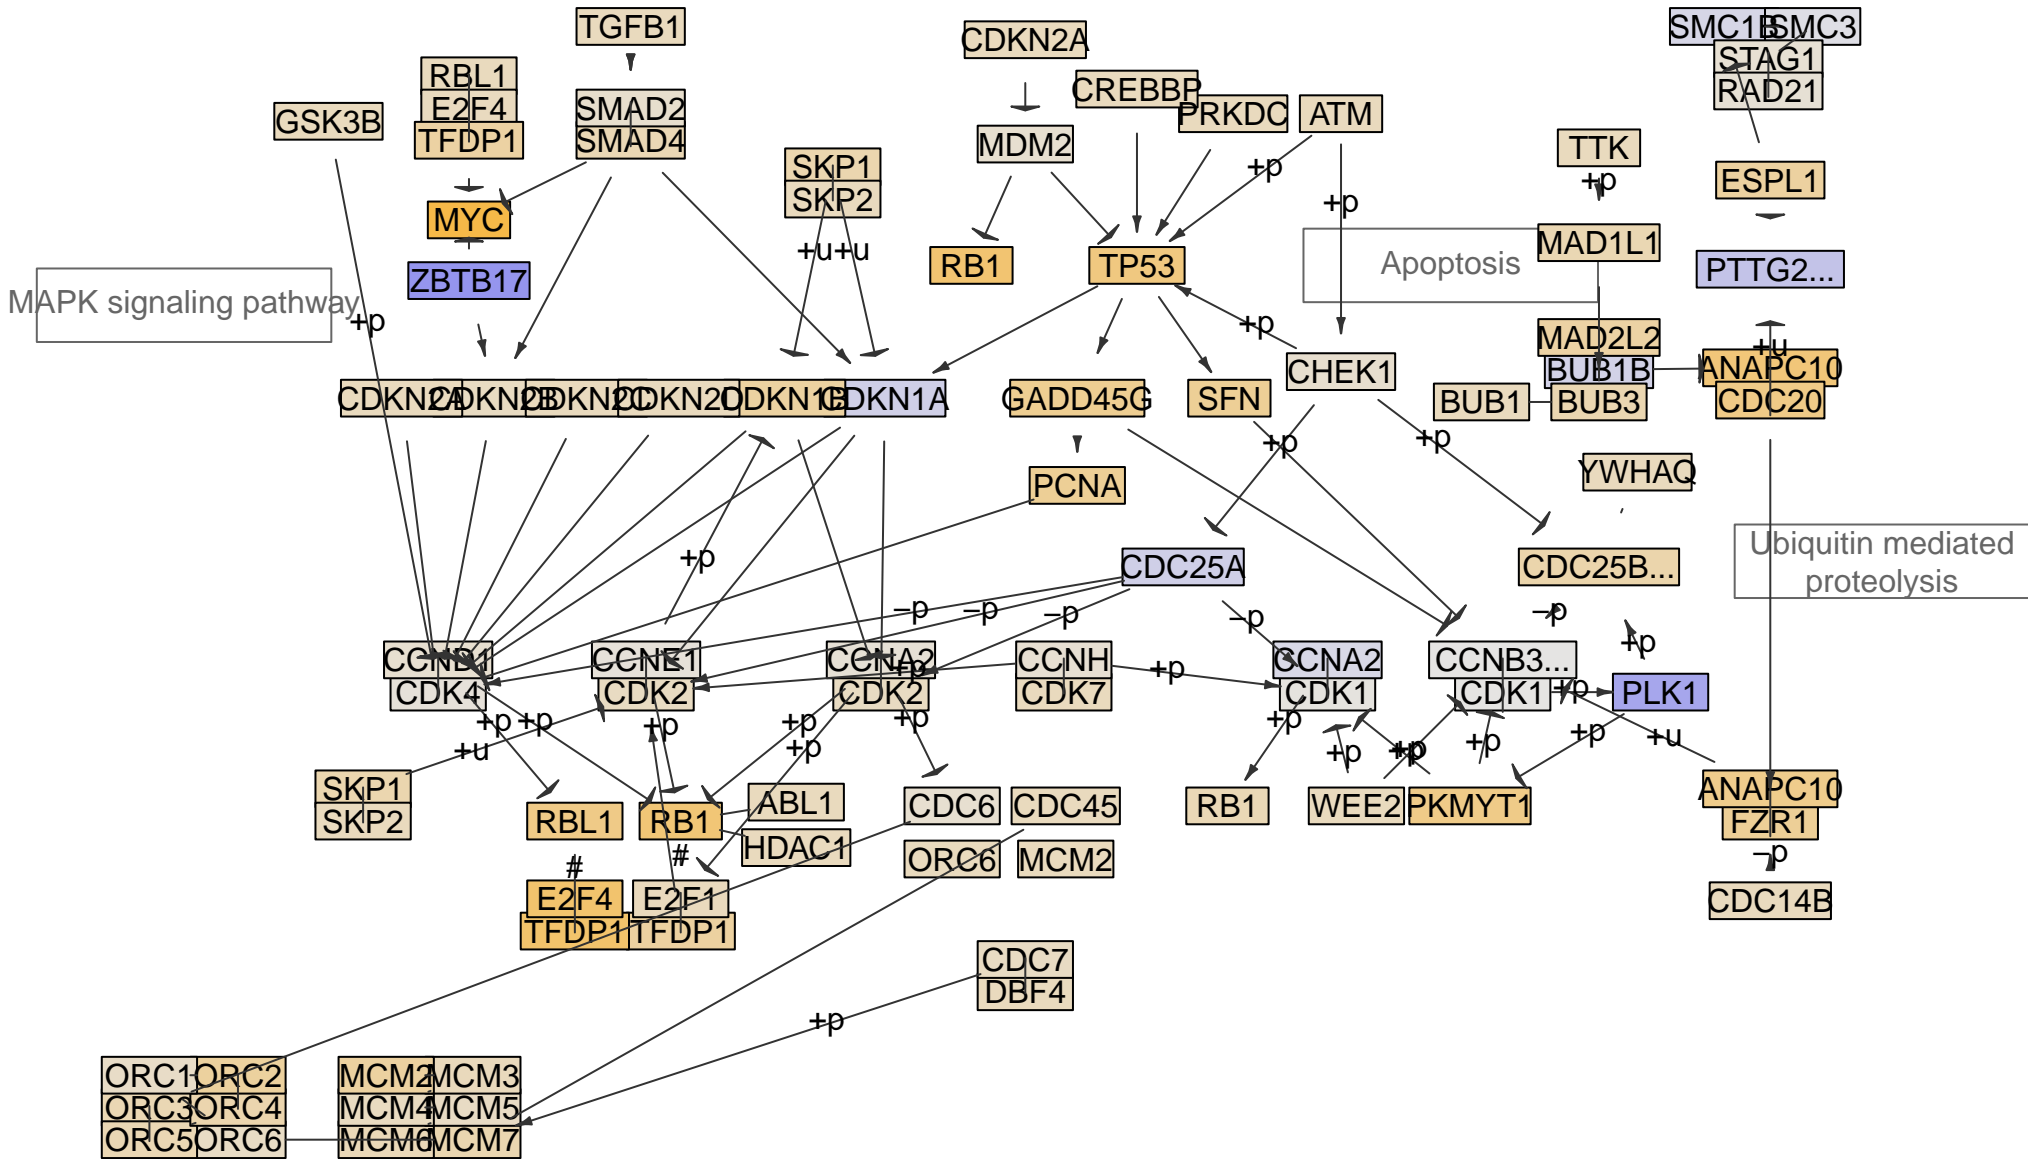 TGFB1
CDKN2A
SMC1B
SMC3
STAG1
RAD21
RBL1
E2F4
TFDP1
GSK3B
SMAD2
SMAD4
CREBBP
PRKDC
ATM
MDM2
TTK
+p
SKP1
SKP2
+p
+p
ESPL1
MYC
+u
+u
RB1
TP53
Apoptosis
MAD1L1
PTTG2...
ZBTB17
MAPK signaling pathway
+p
+p
MAD2L2
+u
CHEK1
BUB1B
ANAPC10
CDKN2A
CDKN2B
CDKN2C
CDKN2D
CDKN1B
CDKN1A
GADD45G
SFN
BUB1
BUB3
CDC20
+p
+p
PCNA
YWHAQ
+p
CDC25A
CDC25B...
Ubiquitin mediated
proteolysis
−p
−p
−p
−p
−p
+p
CCND1
CDK4
CCNE1
CDK2
CCNA2
CDK2
+p
CCNH
CDK7
+p
CCNA2
CDK1
CCNB3...
CDK1
+p
PLK1
+p
+p
+p
+p
+p
+p
+p
+u
+p
+p
+p
+p
+p
+p
+u
SKP1
SKP2
RBL1
RB1
ABL1
HDAC1
CDC6
CDC45
ORC6
MCM2
RB1
WEE2
PKMYT1
ANAPC10
FZR1
−p
CDC14B
#
#
E2F4
TFDP1
E2F1
TFDP1
CDC7
DBF4
+p
ORC1
ORC2
MCM2
MCM3
ORC3
ORC4
MCM4
MCM5
ORC5
ORC6
MCM6
MCM7